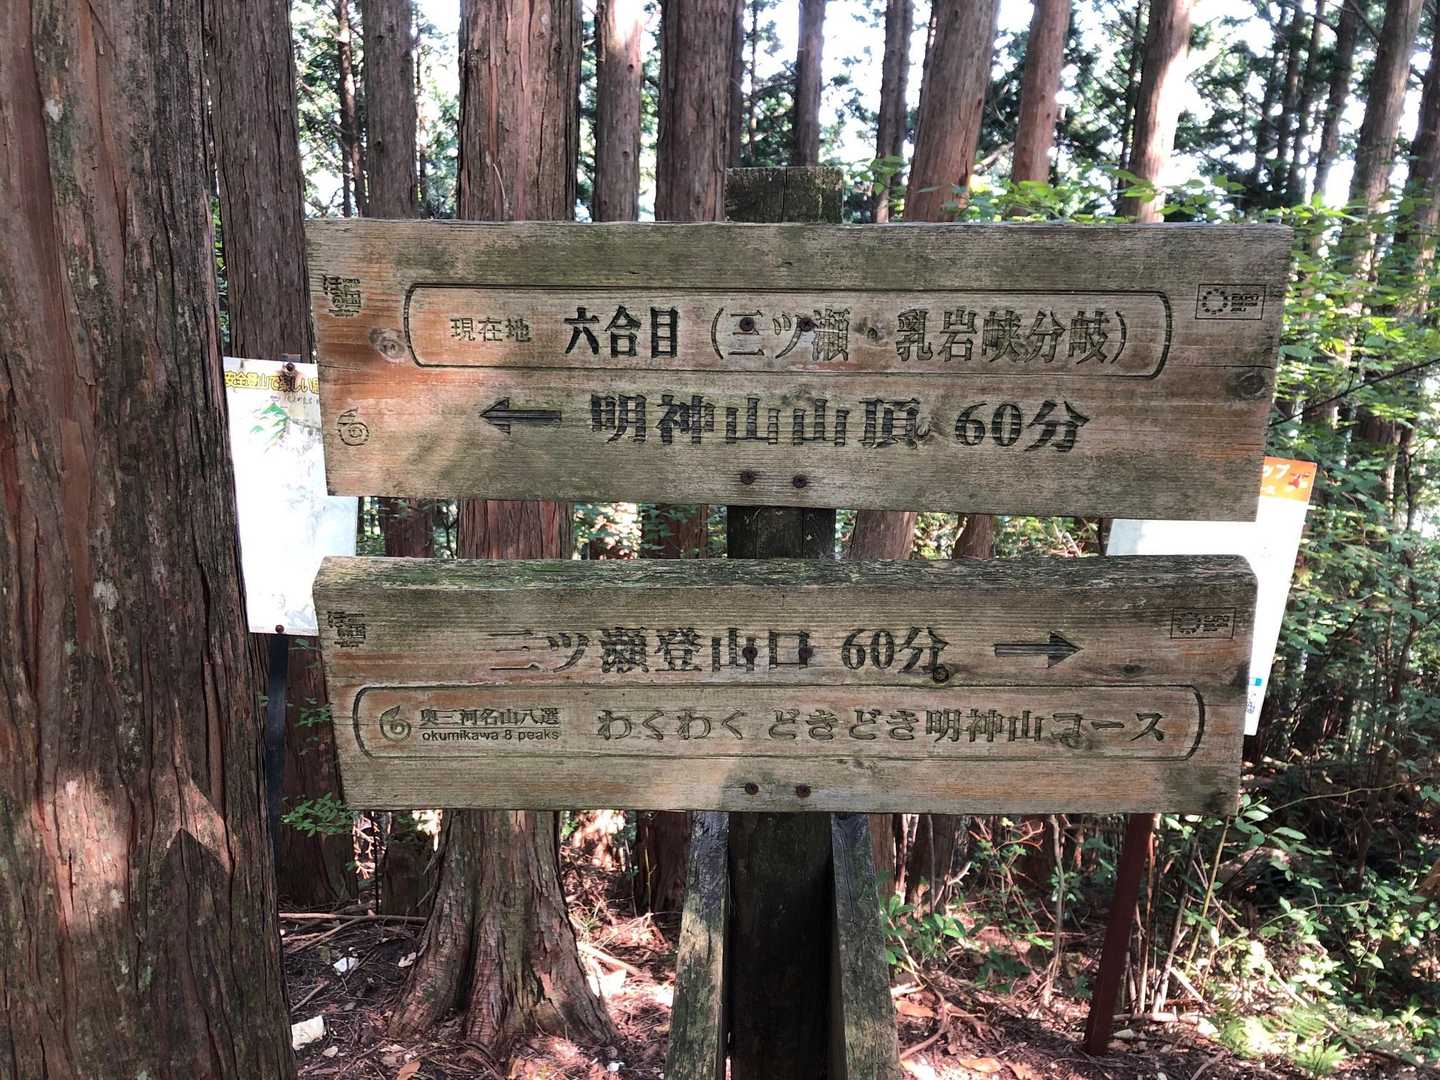 現在地 六合目(三ツ瀬・乳岩峡分岐)
← 明神山山頂 60分
三ツ瀬登山口 60分 →
奥三河名山八選 わくわく どきどき明神山コース
okumikawa 8 peaks